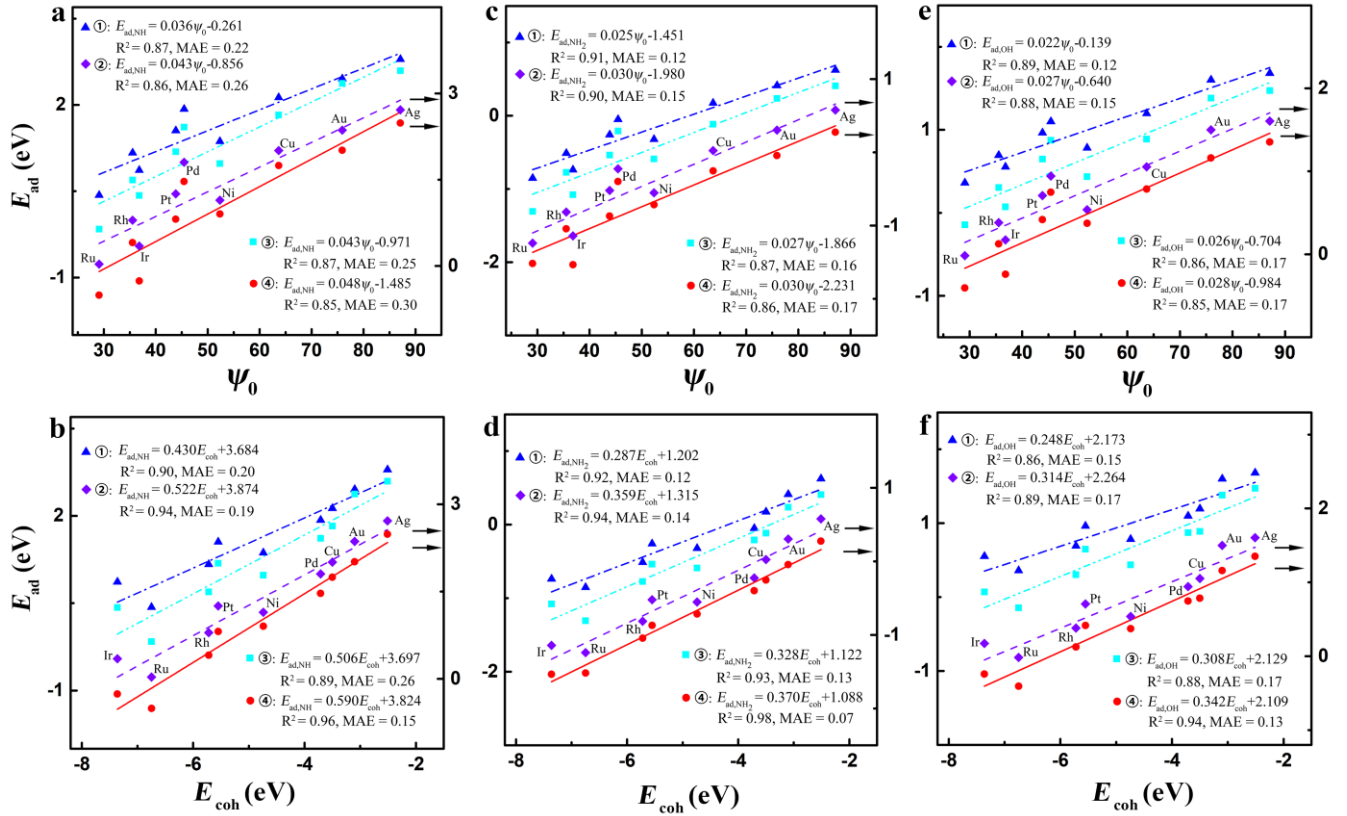 a
①: E_ad,NH = 0.036ψ₀-0.261
R² = 0.87, MAE = 0.22
②: E_ad,NH = 0.043ψ₀-0.856
R² = 0.86, MAE = 0.26
Ru
Rh
Ir
Pt
Pd
Ni
Cu
Au
Ag
③: E_ad,NH = 0.043ψ₀-0.971
R² = 0.87, MAE = 0.25
④: E_ad,NH = 0.048ψ₀-1.485
R² = 0.85, MAE = 0.30
E_ad (eV)
2
-1
3
0
30 40 50 60 70 80 90
ψ₀
c
①: E_ad,NH₂ = 0.025ψ₀-1.451
R² = 0.91, MAE = 0.12
②: E_ad,NH₂ = 0.030ψ₀-1.980
R² = 0.90, MAE = 0.15
Ru
Rh
Ir
Pt
Pd
Ni
Cu
Au
Ag
③: E_ad,NH₂ = 0.027ψ₀-1.866
R² = 0.87, MAE = 0.16
④: E_ad,NH₂ = 0.030ψ₀-2.231
R² = 0.86, MAE = 0.17
0
-2
1
-1
30 40 50 60 70 80 90
ψ₀
e
①: E_ad,OH = 0.022ψ₀-0.139
R² = 0.89, MAE = 0.12
②: E_ad,OH = 0.027ψ₀-0.640
R² = 0.88, MAE = 0.15
Ru
Rh
Ir
Pt
Pd
Ni
Cu
Au
Ag
③: E_ad,OH = 0.026ψ₀-0.704
R² = 0.86, MAE = 0.17
④: E_ad,OH = 0.028ψ₀-0.984
R² = 0.85, MAE = 0.17
1
-1
2
0
30 40 50 60 70 80 90
ψ₀
b
①: E_ad,NH = 0.430E_coh+3.684
R² = 0.90, MAE = 0.20
②: E_ad,NH = 0.522E_coh+3.874
R² = 0.94, MAE = 0.19
Ir
Ru
Rh
Pt
Ni
Pd
Cu
Au
Ag
③: E_ad,NH = 0.506E_coh+3.697
R² = 0.89, MAE = 0.26
④: E_ad,NH = 0.590E_coh+3.824
R² = 0.96, MAE = 0.15
E_ad (eV)
2
-1
3
0
-8 -6 -4 -2
E_coh (eV)
d
①: E_ad,NH₂ = 0.287E_coh+1.202
R² = 0.92, MAE = 0.12
②: E_ad,NH₂ = 0.359E_coh+1.315
R² = 0.94, MAE = 0.14
Ir
Ru
Rh
Pt
Ni
Pd
Cu
Au
Ag
③: E_ad,NH₂ = 0.328E_coh+1.122
R² = 0.93, MAE = 0.13
④: E_ad,NH₂ = 0.370E_coh+1.088
R² = 0.98, MAE = 0.07
0
-2
1
-1
-8 -6 -4 -2
E_coh (eV)
f
①: E_ad,OH = 0.248E_coh+2.173
R² = 0.86, MAE = 0.15
②: E_ad,OH = 0.314E_coh+2.264
R² = 0.89, MAE = 0.17
Ir
Ru
Rh
Pt
Ni
Pd
Cu
Au
Ag
③: E_ad,OH = 0.308E_coh+2.129
R² = 0.88, MAE = 0.17
④: E_ad,OH = 0.342E_coh+2.109
R² = 0.94, MAE = 0.13
1
-1
2
0
-8 -6 -4 -2
E_coh (eV)